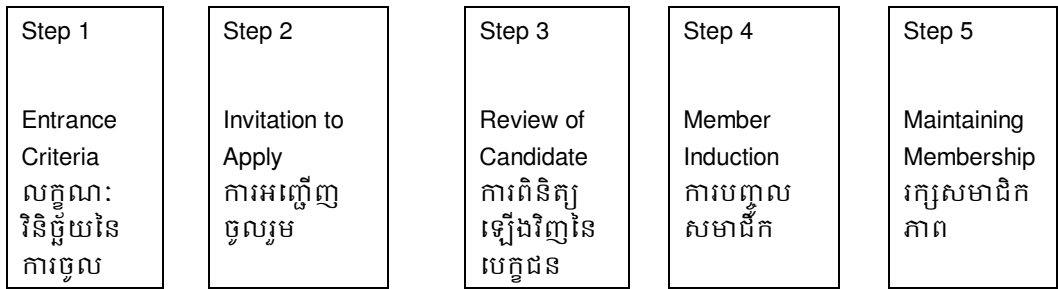 Step 1
Entrance
Criteria
លក្ខណៈ
វិនិច្ឆ័យនៃ
ការចូល
Step 2
Invitation to
Apply
ការអញ្ជើញ
ចូលរួម
Step 3
Review of
Candidate
ការពិនិត្យ
ឡើងវិញនៃ
បេក្ខជន
Step 4
Member
Induction
ការបញ្ចូល
សមាជិក
Step 5
Maintaining
Membership
រក្សសមាជិក
ភាព